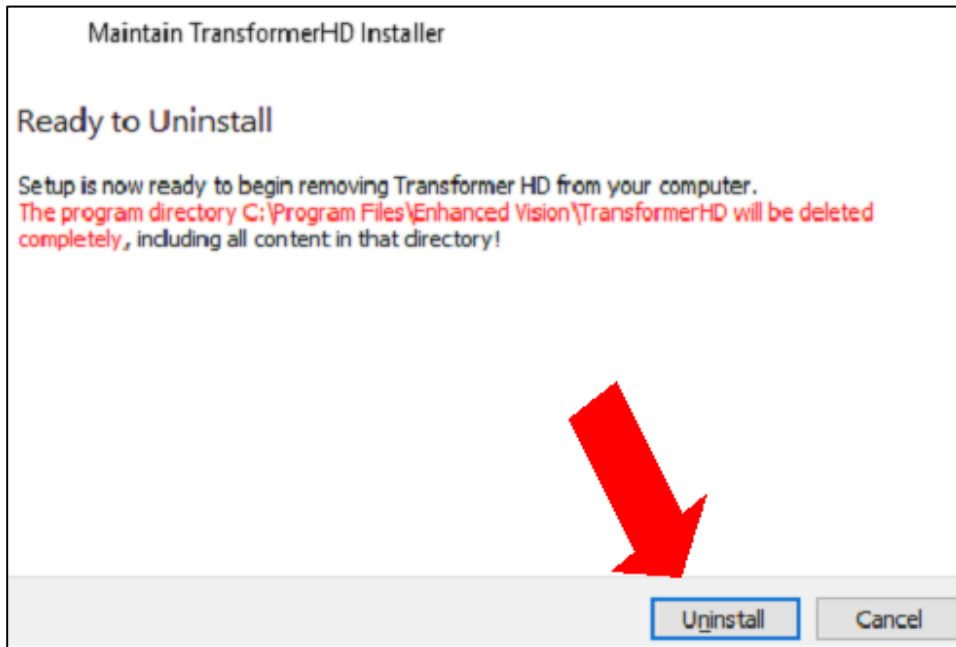 Maintain TransformerHD Installer
Ready to Uninstall
Setup is now ready to begin removing Transformer HD from your computer.
The program directory C:\Program Files\Enhanced Vision\TransformerHD will be deleted
completely, including all content in that directory!
Uninstall
Cancel